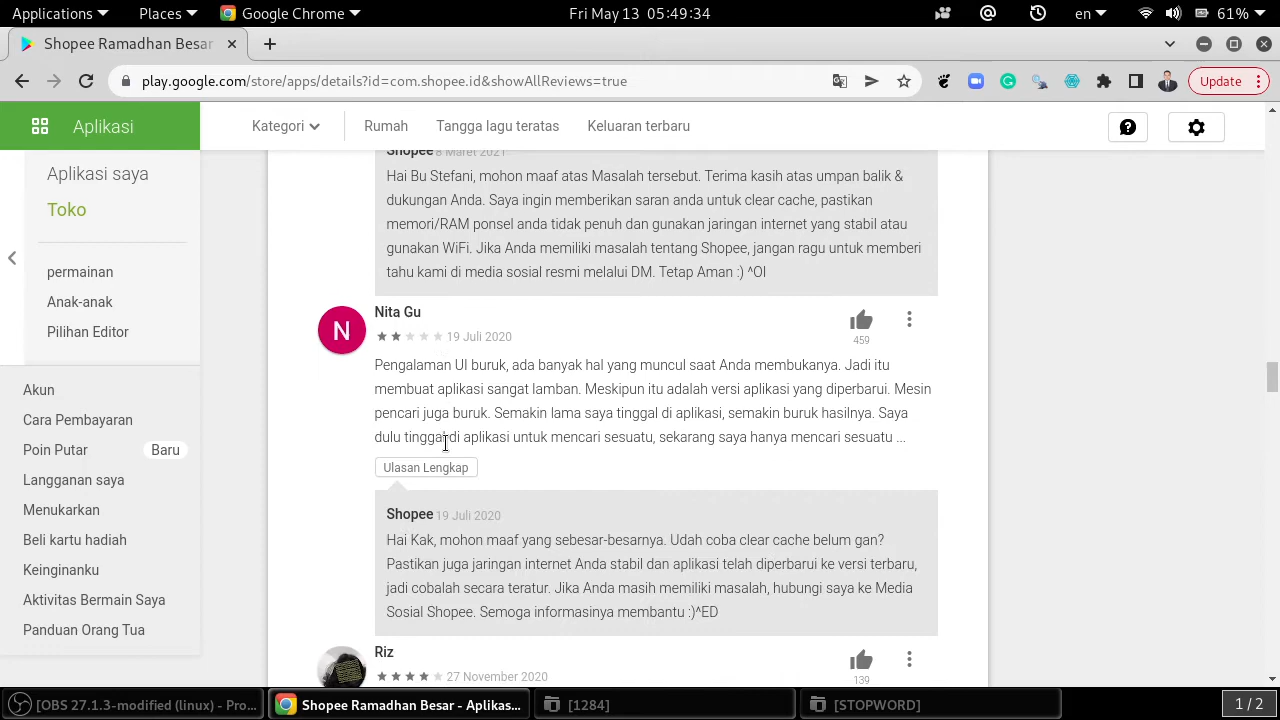 Applications Places Google Chrome Fri May 13 05:49:34 en 61%
Shopee Ramadhan Besar
play.google.com/store/apps/details?id=com.shopee.id&showAllReviews=true Update
Aplikasi Kategori Rumah Tangga lagu teratas Keluaran terbaru
Aplikasi saya
Toko
permainan
Anak-anak
Pilihan Editor
Akun
Cara Pembayaran
Poin Putar Baru
Langganan saya
Menukarkan
Beli kartu hadiah
Keinginanku
Aktivitas Bermain Saya
Panduan Orang Tua
Shopee 8 Maret 2021
Hai Bu Stefani, mohon maaf atas Masalah tersebut. Terima kasih atas umpan balik &
dukungan Anda. Saya ingin memberikan saran anda untuk clear cache, pastikan
memori/RAM ponsel anda tidak penuh dan gunakan jaringan internet yang stabil atau
gunakan WiFi. Jika Anda memiliki masalah tentang Shopee, jangan ragu untuk memberi
tahu kami di media sosial resmi melalui DM. Tetap Aman :) ^OI
N
Nita Gu
19 Juli 2020
459
Pengalaman UI buruk, ada banyak hal yang muncul saat Anda membukanya. Jadi itu
membuat aplikasi sangat lamban. Meskipun itu adalah versi aplikasi yang diperbarui. Mesin
pencari juga buruk. Semakin lama saya tinggal di aplikasi, semakin buruk hasilnya. Saya
dulu tinggal di aplikasi untuk mencari sesuatu, sekarang saya hanya mencari sesuatu ...
Ulasan Lengkap
Shopee 19 Juli 2020
Hai Kak, mohon maaf yang sebesar-besarnya. Udah coba clear cache belum gan?
Pastikan juga jaringan internet Anda stabil dan aplikasi telah diperbarui ke versi terbaru,
jadi cobalah secara teratur. Jika Anda masih memiliki masalah, hubungi saya ke Media
Sosial Shopee. Semoga informasinya membantu :)^ED
Riz
27 November 2020
139
[OBS 27.1.3-modified (linux) - Pro... Shopee Ramadhan Besar - Aplikas... [1284] [STOPWORD] 1 / 2